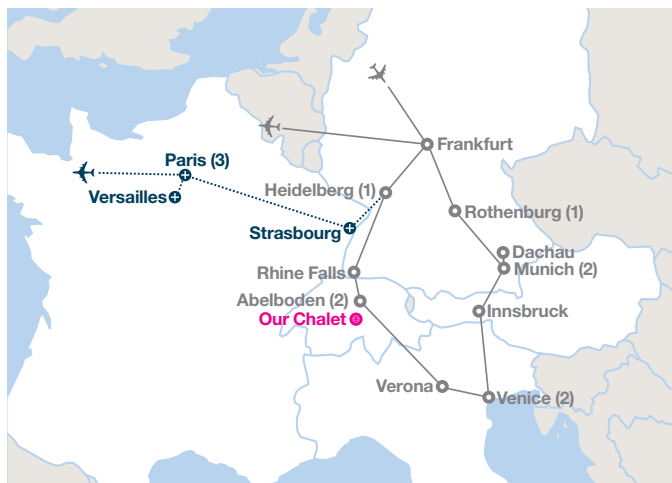 Frankfurt
Paris (3)
Versailles
Heidelberg (1)
Rothenburg (1)
Strasbourg
Dachau
Munich (2)
Rhine Falls
Abelboden (2)
Innsbruck
Our Chalet
Verona
Venice (2)